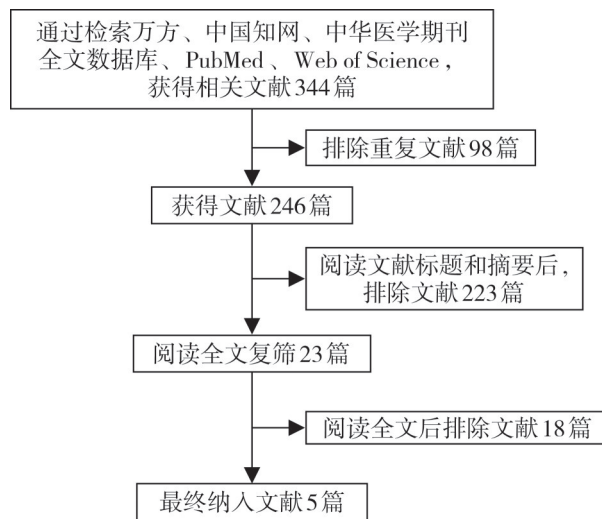 通过检索万方、中国知网、中华医学期刊
全文数据库、PubMed、Web of Science，
获得相关文献344篇
排除重复文献98篇
获得文献246篇
阅读文献标题和摘要后，
排除文献223篇
阅读全文复筛23篇
阅读全文后排除文献18篇
最终纳入文献5篇